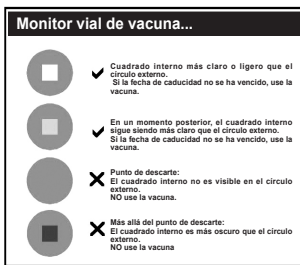 Monitor vial de vacuna...
Cuadrado interno más claro o ligero que el
círculo externo.
Si la fecha de caducidad no se ha vencido, use la
vacuna.
En un momento posterior, el cuadrado interno
sigue siendo más claro que el círculo externo.
Si la fecha de caducidad no se ha vencido, use la
vacuna.
Punto de descarte:
El cuadrado interno no es visible en el círculo
externo.
NO use la vacuna.
Más allá del punto de descarte:
El cuadrado interno es más oscuro que el círculo
externo.
NO use la vacuna